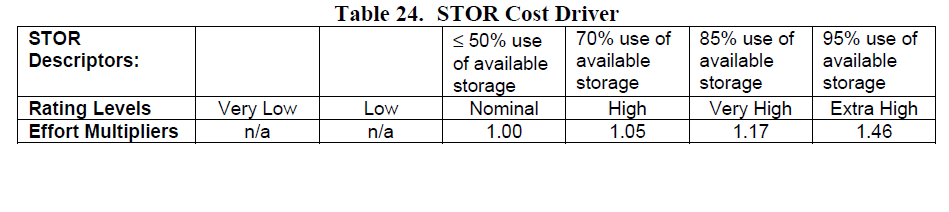 Table 24. STOR Cost Driver
STOR Descriptors: ≤ 50% use of available storage 70% use of available storage 85% use of available storage 95% use of available storage
Rating Levels Very Low Low Nominal High Very High Extra High
Effort Multipliers n/a n/a 1.00 1.05 1.17 1.46